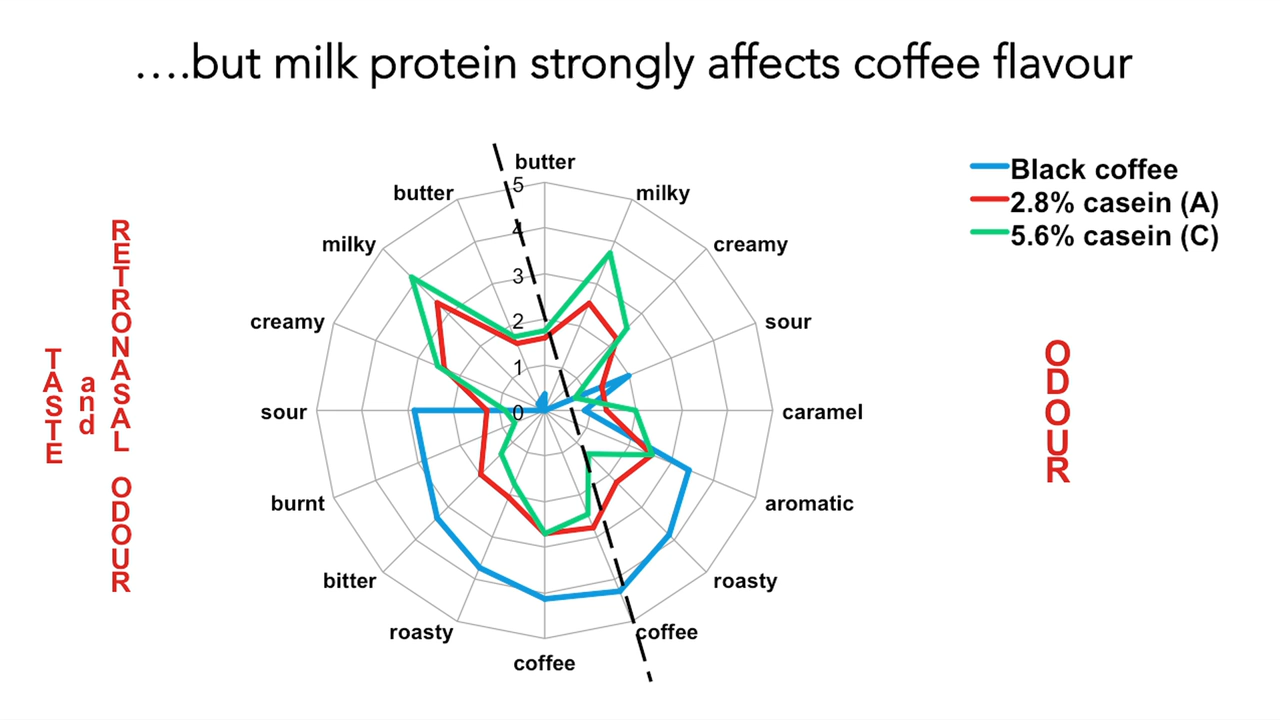 ....but milk protein strongly affects coffee flavour
Black coffee
2.8% casein (A)
5.6% casein (C)
butter
milky
creamy
sour
caramel
aromatic
roasty
coffee
coffee
roasty
bitter
burnt
sour
creamy
milky
butter
5
4
3
2
1
0
TASTE
and
RETRONASAL ODOUR
ODOUR